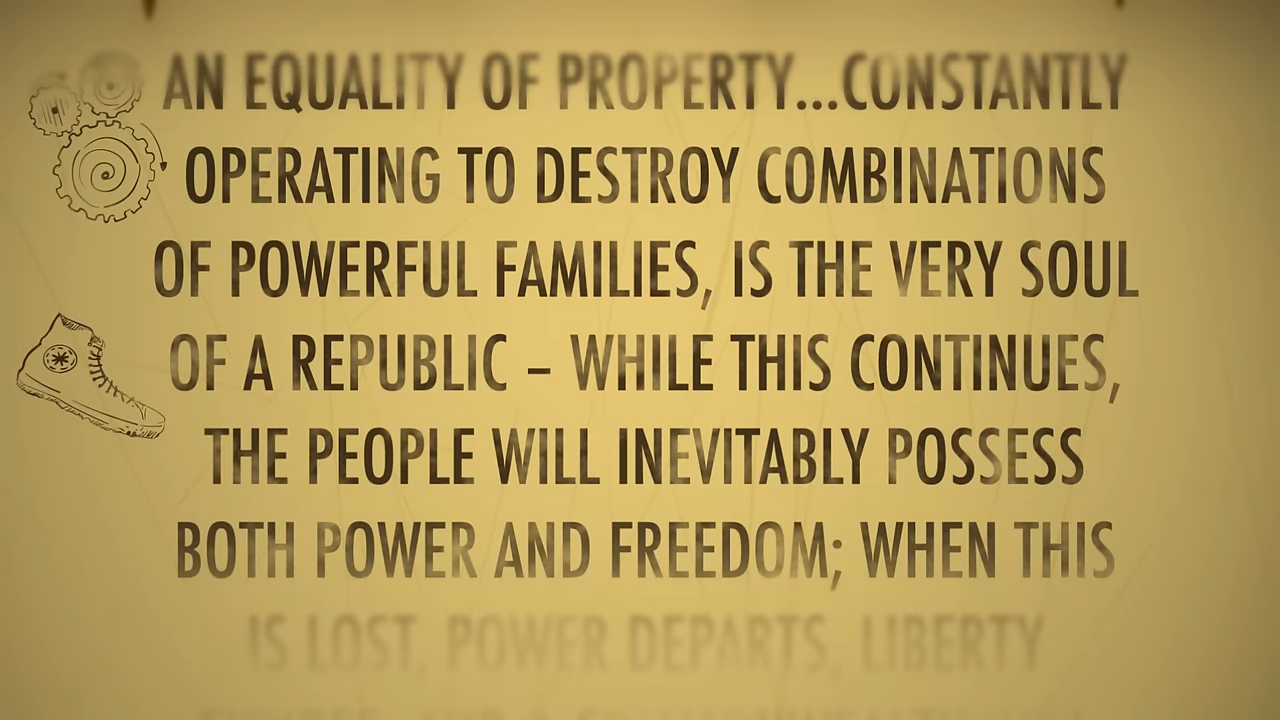 AN EQUALITY OF PROPERTY...CONSTANTLY
OPERATING TO DESTROY COMBINATIONS
OF POWERFUL FAMILIES, IS THE VERY SOUL
OF A REPUBLIC – WHILE THIS CONTINUES,
THE PEOPLE WILL INEVITABLY POSSESS
BOTH POWER AND FREEDOM; WHEN THIS
IS LOST, POWER DEPARTS, LIBERTY